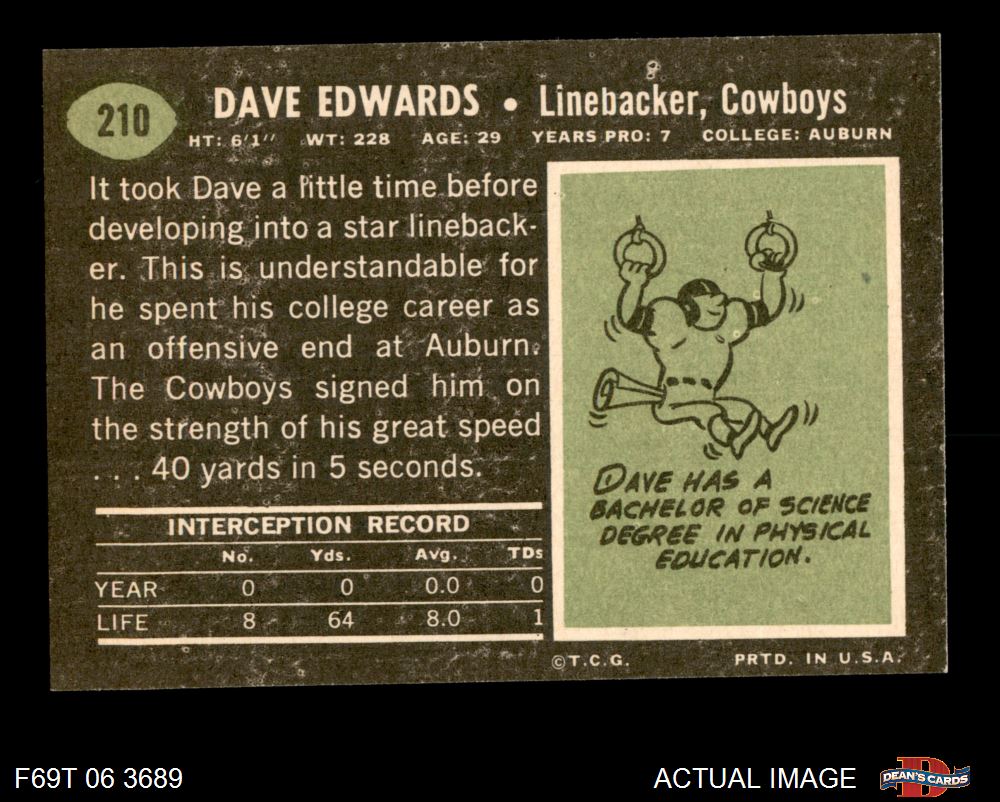 210
DAVE EDWARDS • Linebacker, Cowboys
HT: 6'1" WT: 228 AGE: 29 YEARS PRO: 7 COLLEGE: AUBURN
It took Dave a little time before
developing into a star lineback-
er. This is understandable for
he spent his college career as
an offensive end at Auburn.
The Cowboys signed him on
the strength of his great speed
. . . 40 yards in 5 seconds.
INTERCEPTION RECORD
No. Yds. Avg. TDs
YEAR 0 0 0.0 0
LIFE 8 64 8.0 1
DAVE HAS A
BACHELOR OF SCIENCE
DEGREE IN PHYSICAL
EDUCATION.
©T.C.G. PRTD. IN U.S.A.
F69T 06 3689
ACTUAL IMAGE
DEAN'S CARDS